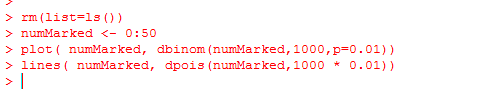 >
> rm(list=ls())
> numMarked <- 0:50
> plot( numMarked, dbinom(numMarked,1000,p=0.01))
> lines( numMarked, dpois(numMarked,1000 * 0.01))
>